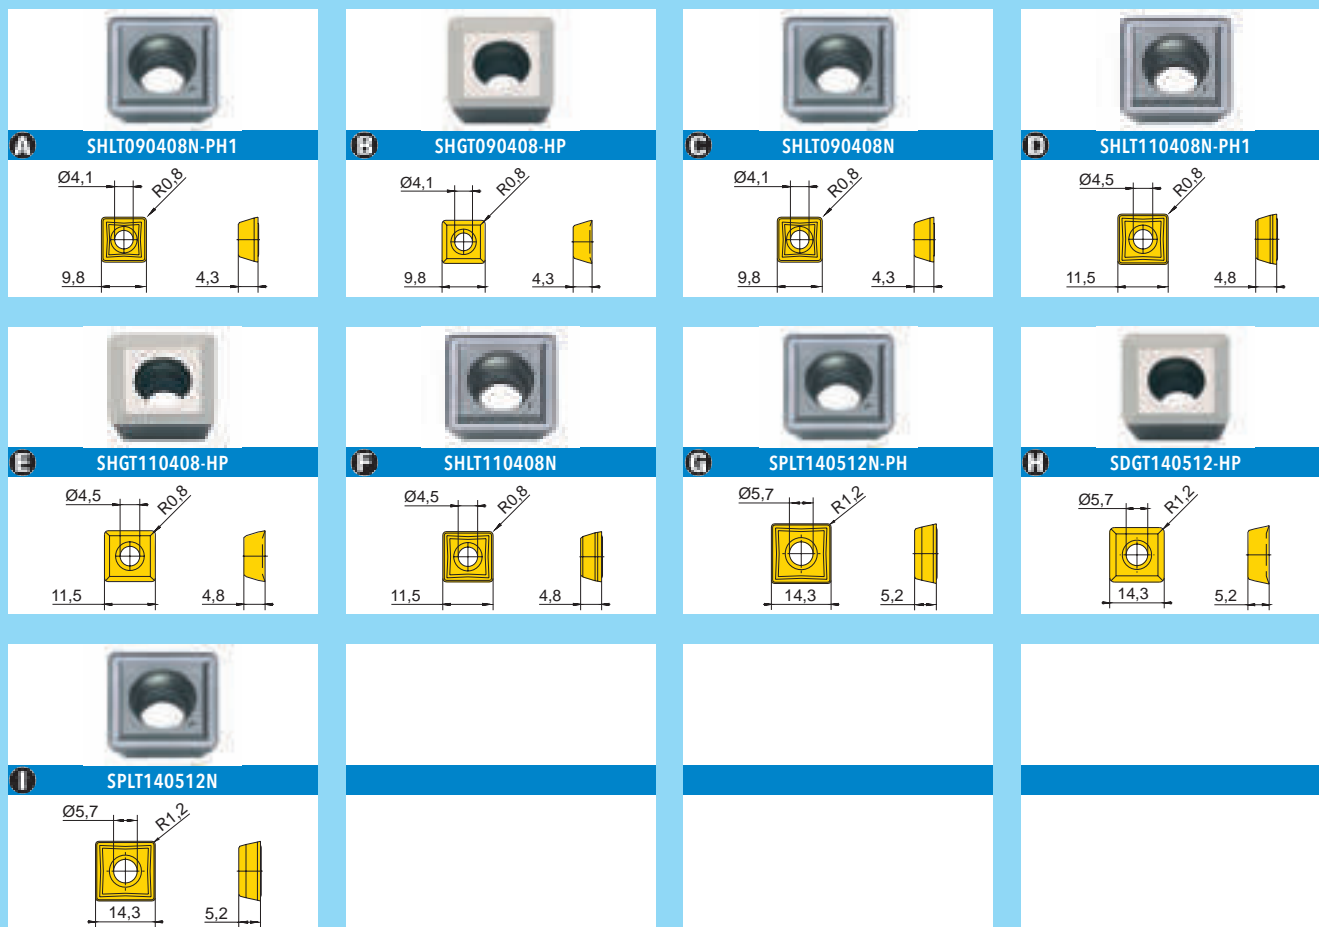 A SHLT090408N-PH1
Ø4,1 R0,8
9,8 4,3
B SHGT090408-HP
Ø4,1 R0,8
9,8 4,3
C SHLT090408N
Ø4,1 R0,8
9,8 4,3
D SHLT110408N-PH1
Ø4,5 R0,8
11,5 4,8
E SHGT110408-HP
Ø4,5 R0,8
11,5 4,8
F SHLT110408N
Ø4,5 R0,8
11,5 4,8
G SPLT140512N-PH
Ø5,7 R1,2
14,3 5,2
H SDGT140512-HP
Ø5,7 R1,2
14,3 5,2
I SPLT140512N
Ø5,7 R1,2
14,3 5,2